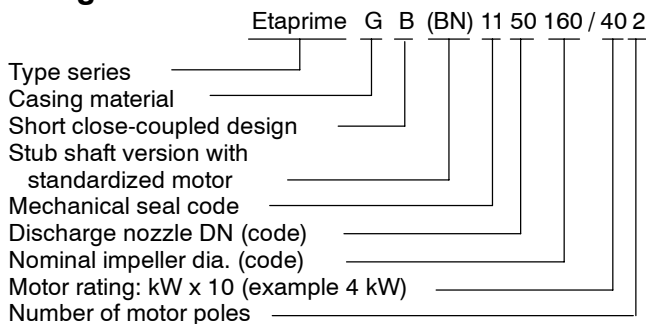 Etaprime G B (BN) 11 50 160 / 40 2
Type series
Casing material
Short close-coupled design
Stub shaft version with
standardized motor
Mechanical seal code
Discharge nozzle DN (code)
Nominal impeller dia. (code)
Motor rating: kW x 10 (example 4 kW)
Number of motor poles